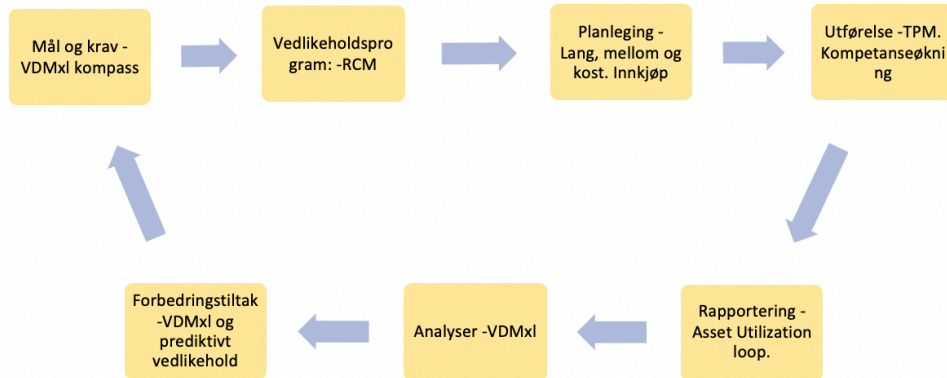 Mål og krav -
VDMxl kompass
Vedlikeholdspro
gram: -RCM
Planleging -
Lang, mellom og
kost. Innkjøp
Utførelse -TPM.
Kompetanseøkni
ng
Rapportering -
Asset Utilization
loop.
Analyser -VDMxl
Forbedringstiltak
-VDMxl og
prediktivt
vedlikehold